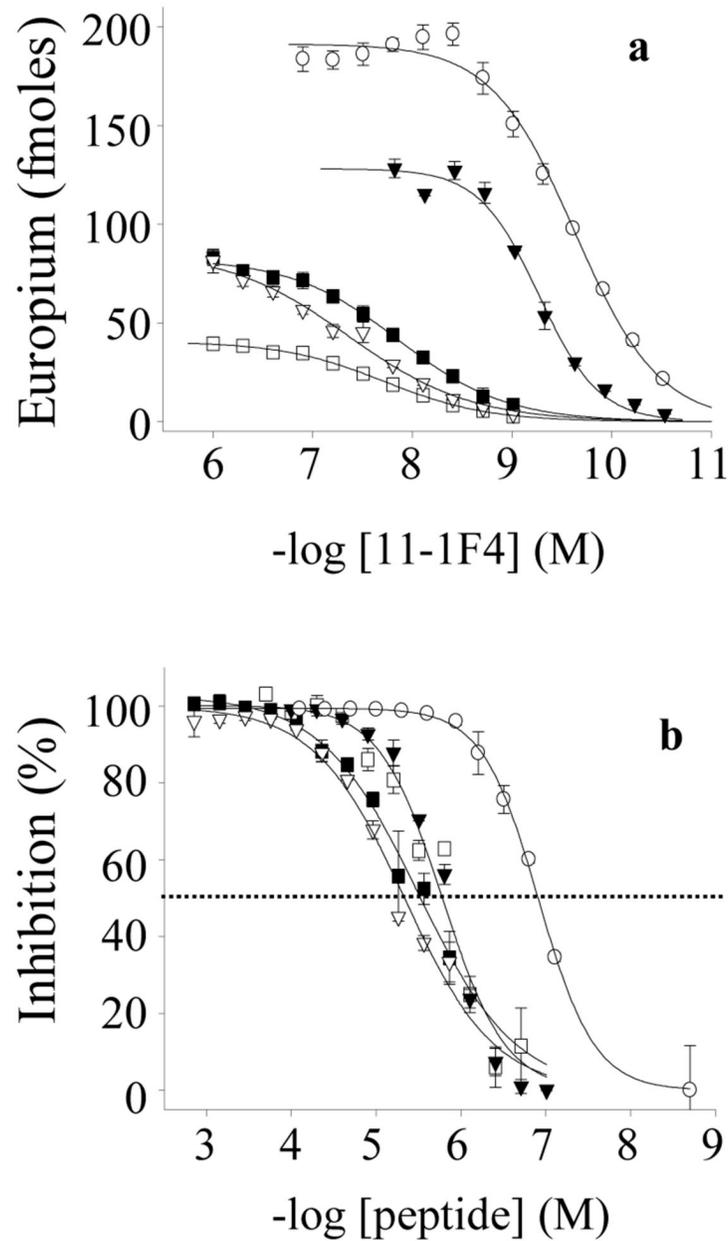 a
Europium (fmoles)
200
150
100
50
0
6 7 8 9 10 11
-log [11-1F4] (M)
b
Inhibition (%)
100
80
60
40
20
0
3 4 5 6 7 8 9
-log [peptide] (M)